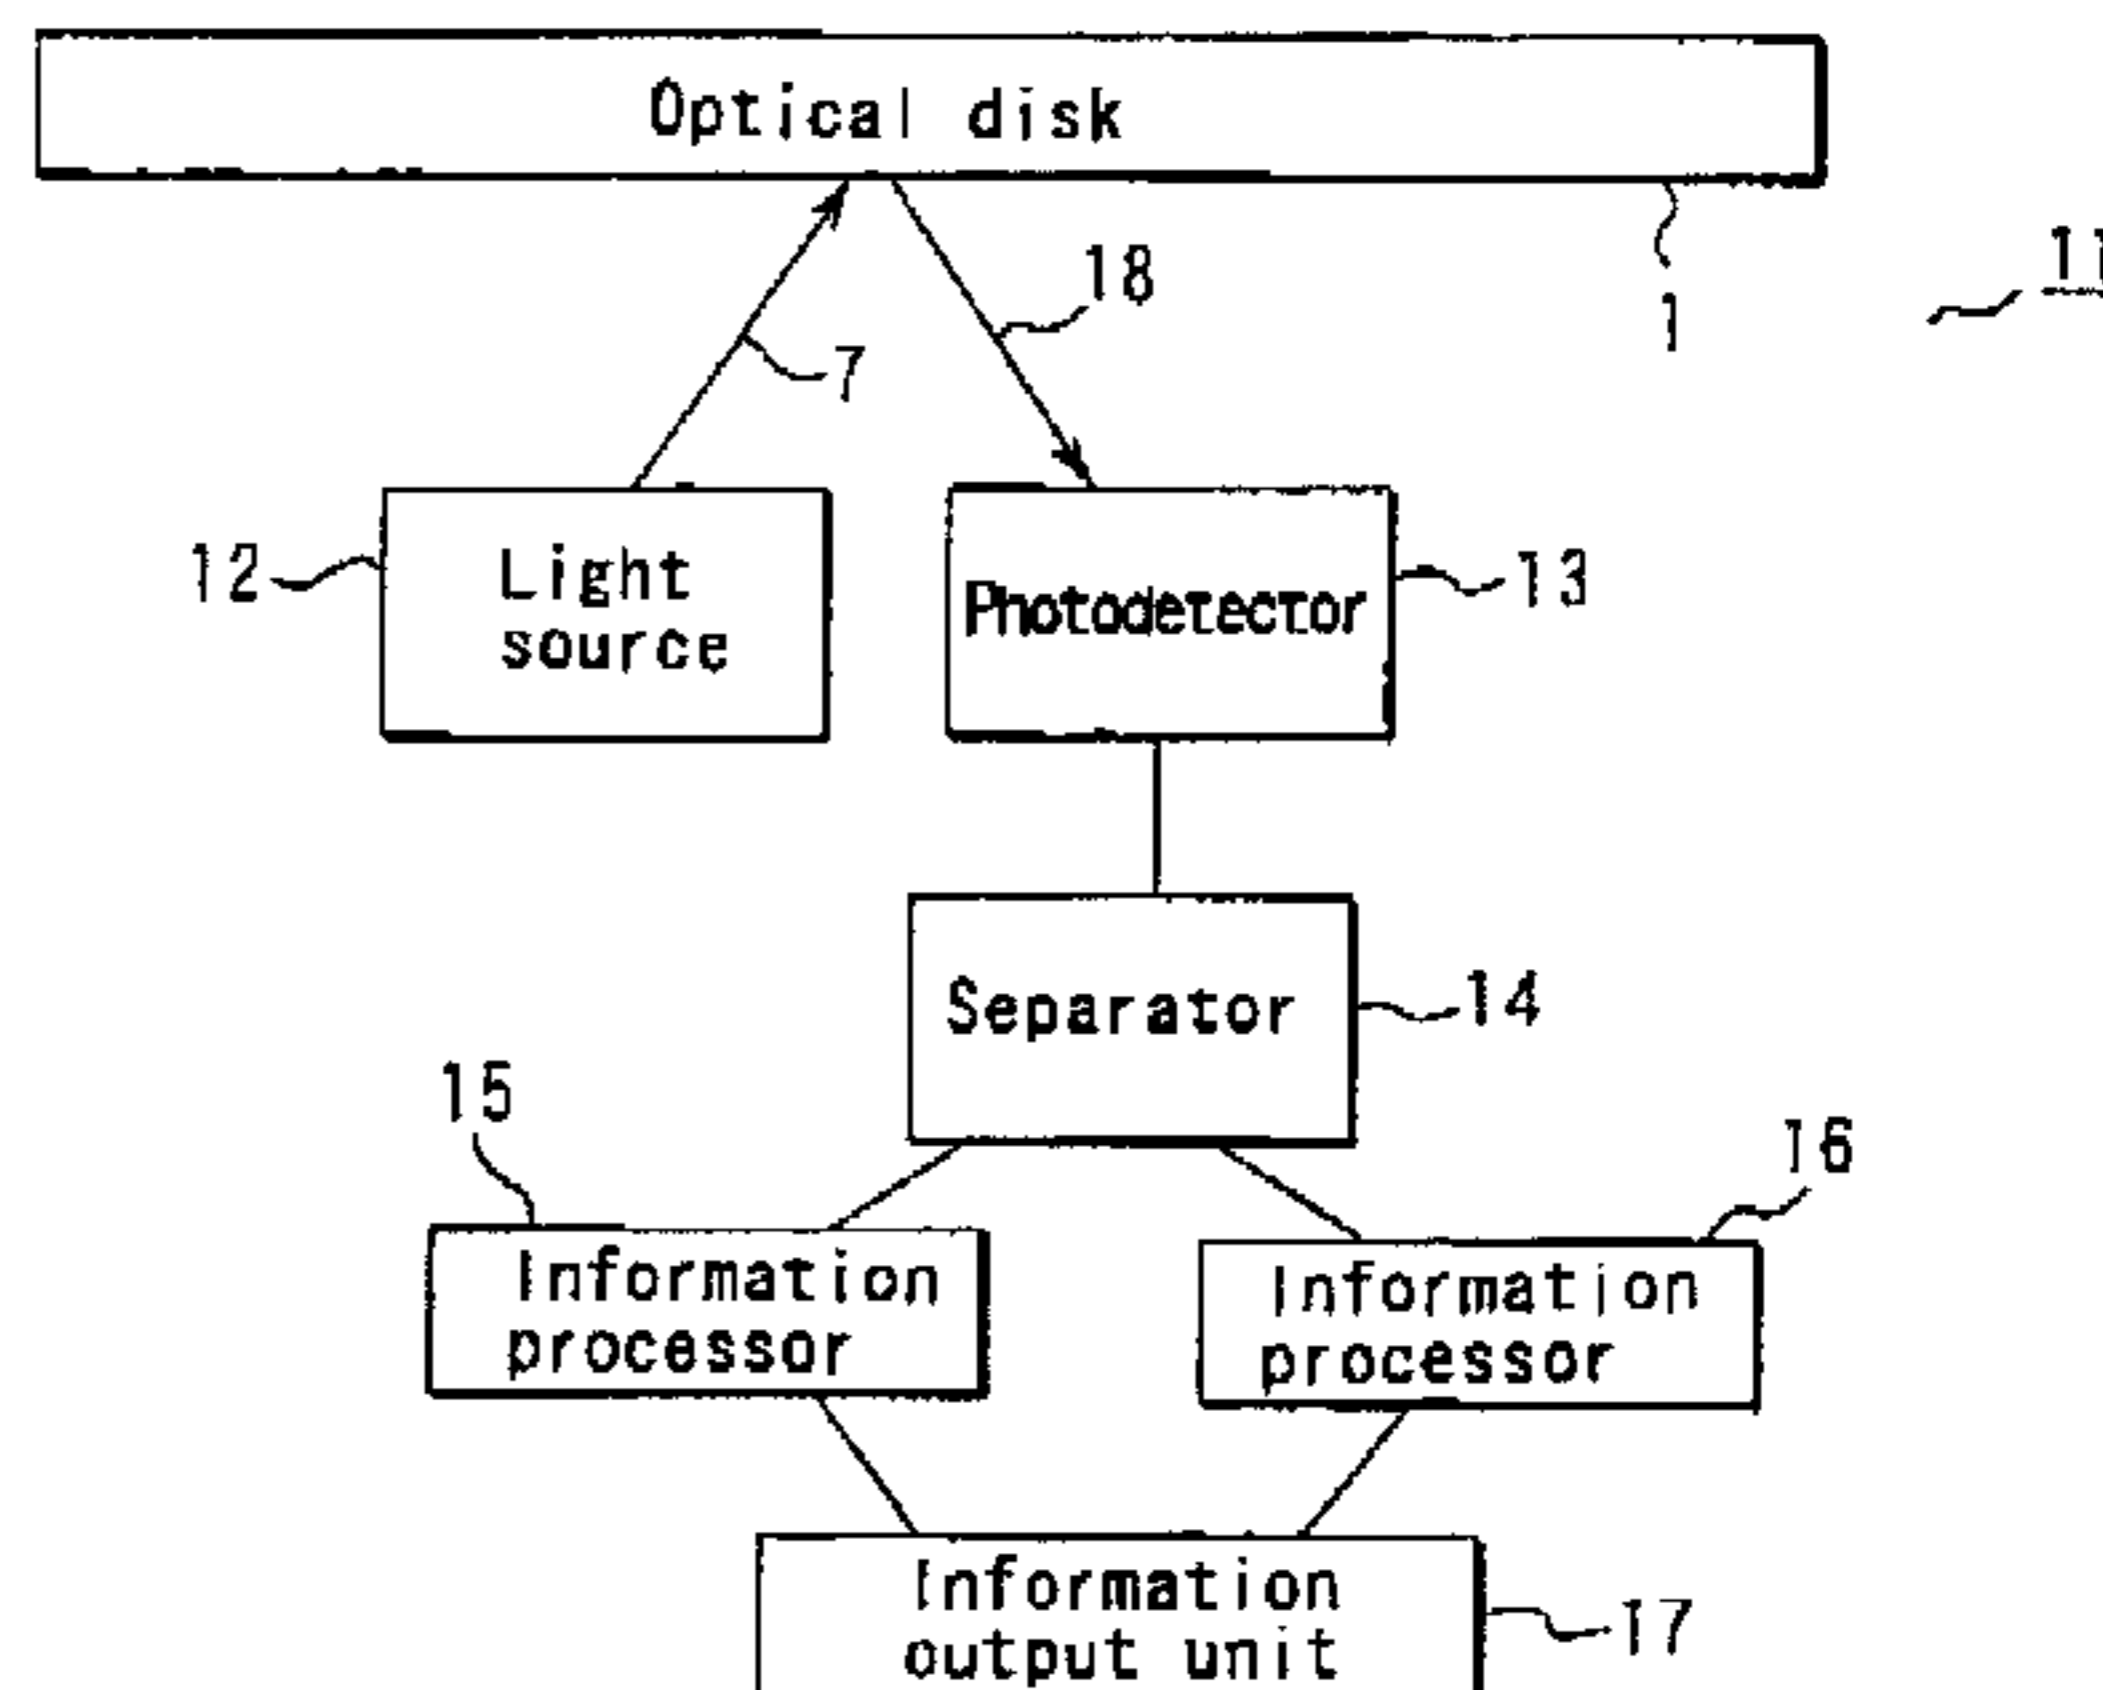 Optical disk
18
11
1
7
12
Light
source
Photodetector
13
Separator
14
15
16
Information
processor
Information
processor
Information
output unit
17